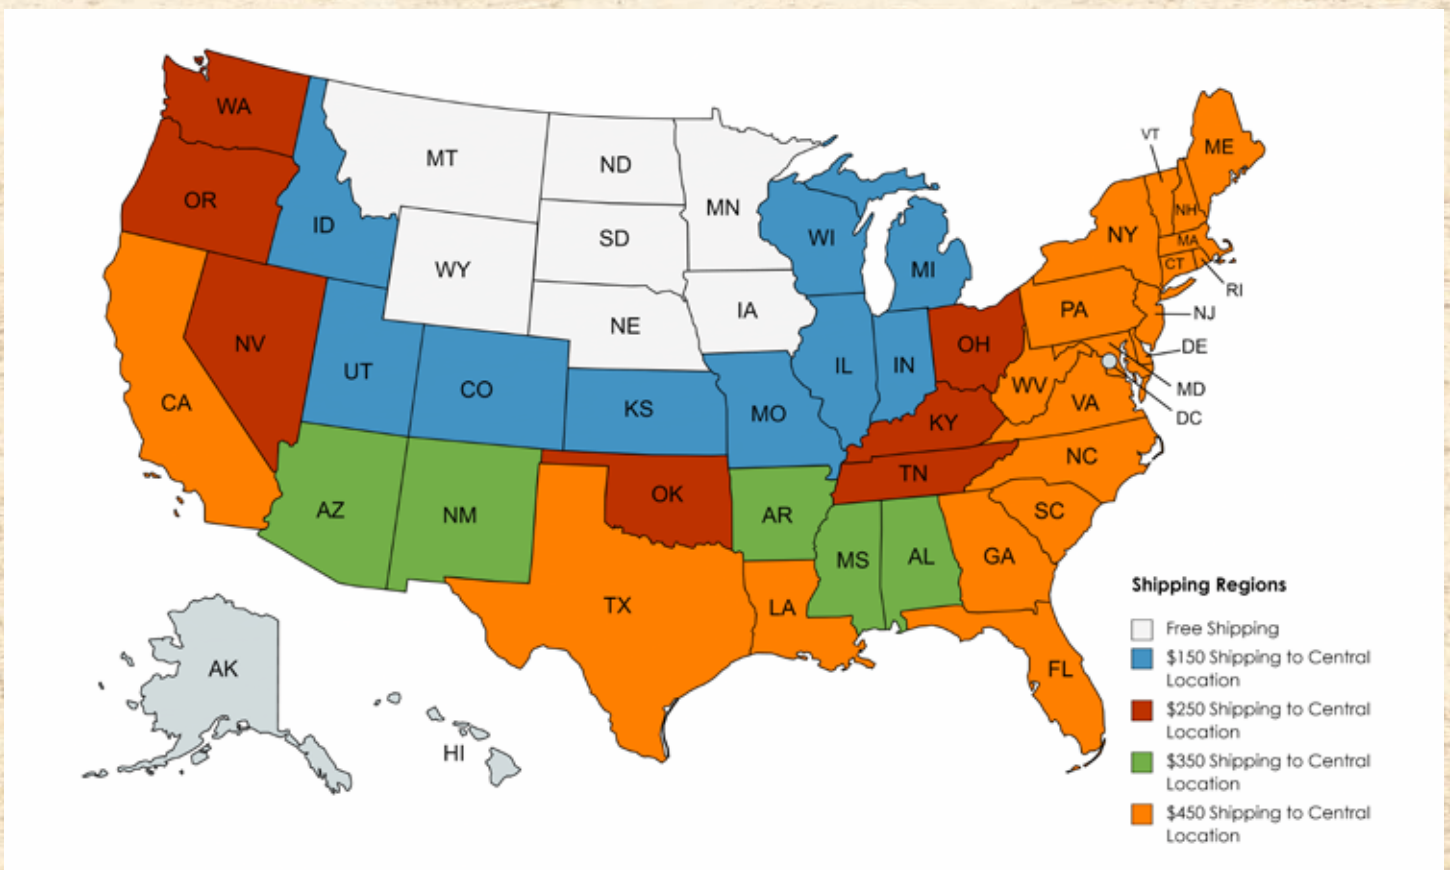 WA
MT
ND
MN
VT
ME
OR
ID
WY
SD
WI
MI
NY
NH
MA
CT
RI
NE
IA
PA
NJ
NV
UT
CO
KS
MO
IL
IN
OH
WV
DE
MD
DC
CA
KY
VA
AZ
NM
OK
AR
TN
NC
SC
TX
LA
MS
AL
GA
FL
AK
HI
Shipping Regions
Free Shipping
$150 Shipping to Central
Location
$250 Shipping to Central
Location
$350 Shipping to Central
Location
$450 Shipping to Central
Location